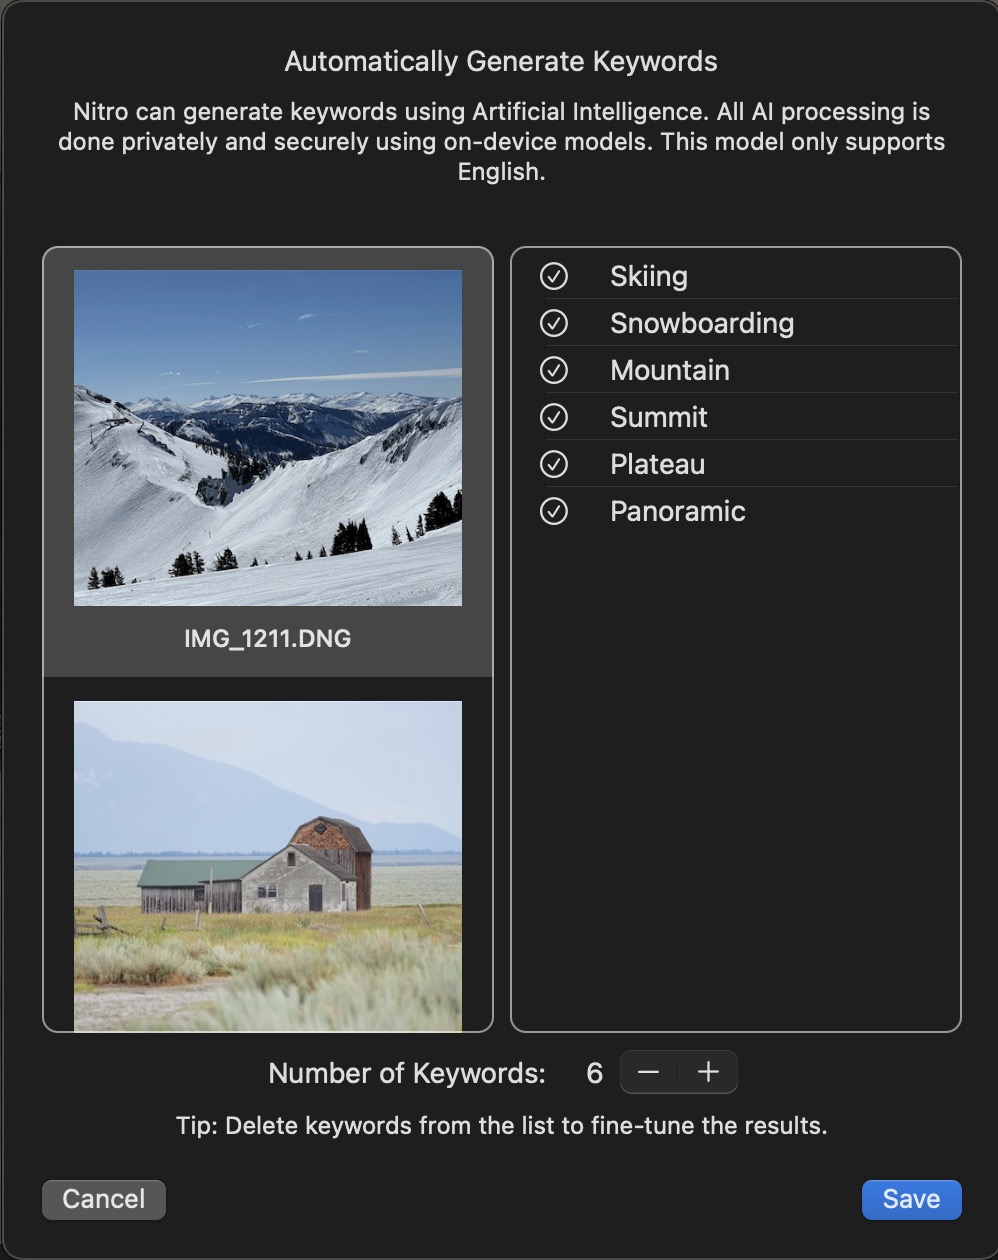 Automatically Generate Keywords
Nitro can generate keywords using Artificial Intelligence. All AI processing is
done privately and securely using on-device models. This model only supports
English.
Skiing
Snowboarding
Mountain
Summit
Plateau
Panoramic
IMG_1211.DNG
Number of Keywords: 6 − +
Tip: Delete keywords from the list to fine-tune the results.
Cancel
Save